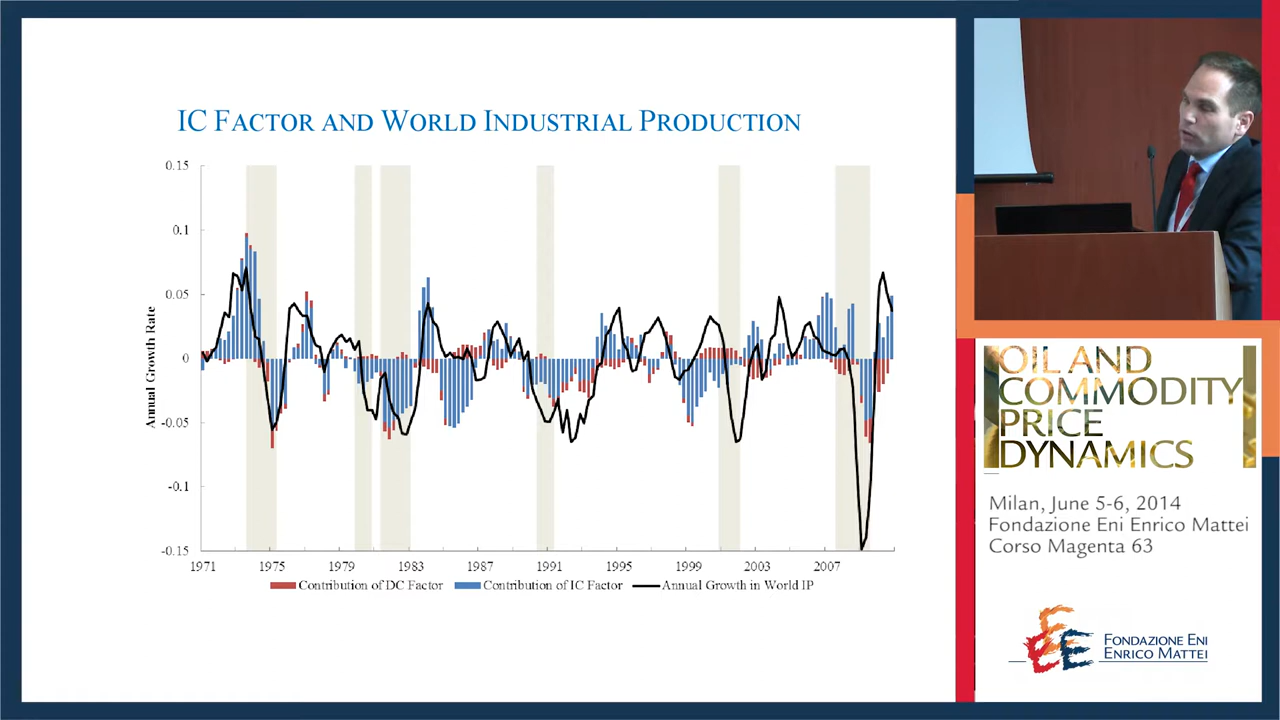 IC FACTOR AND WORLD INDUSTRIAL PRODUCTION
0.15
0.1
0.05
0
-0.05
-0.1
-0.15
Annual Growth Rate
1971 1975 1979 1983 1987 1991 1995 1999 2003 2007
Contribution of DC Factor Contribution of IC Factor Annual Growth in World IP
OIL AND
COMMODITY
PRICE
DYNAMICS
Milan, June 5-6, 2014
Fondazione Eni Enrico Mattei
Corso Magenta 63
FONDAZIONE ENI
ENRICO MATTEI